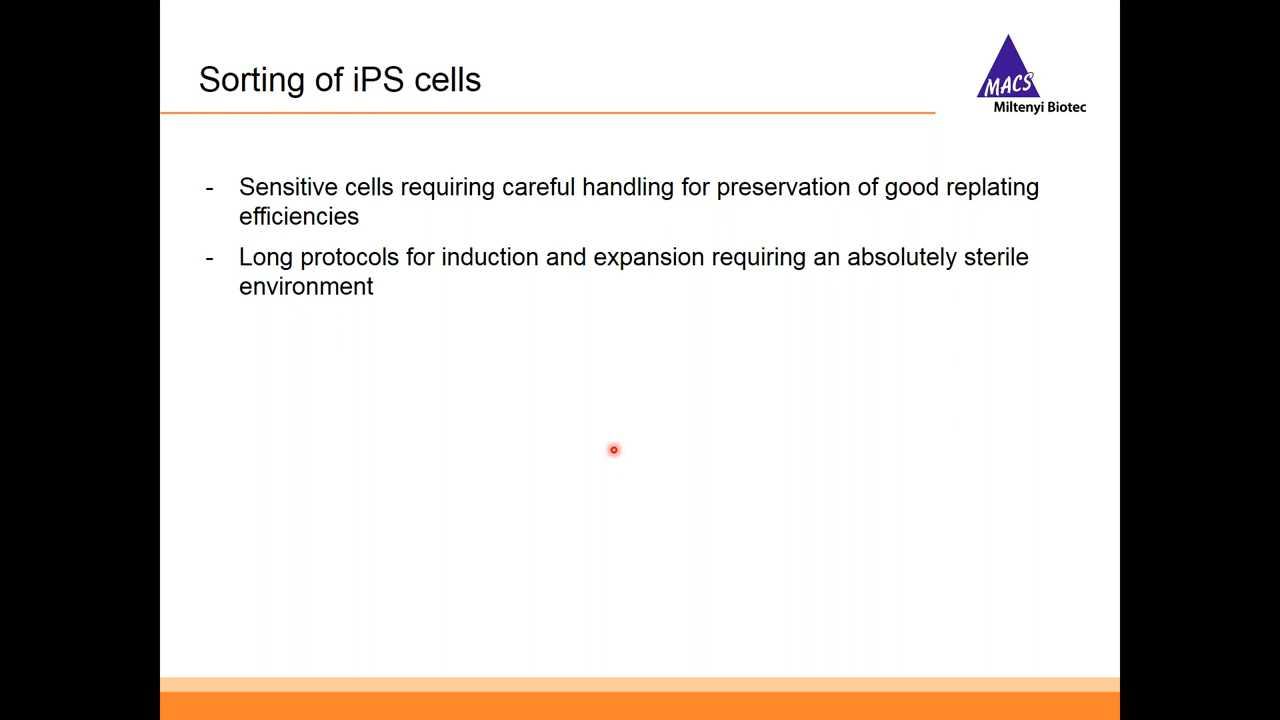 Sorting of iPS cells
MACS
Miltenyi Biotec
- Sensitive cells requiring careful handling for preservation of good replating
efficiencies
- Long protocols for induction and expansion requiring an absolutely sterile
environment